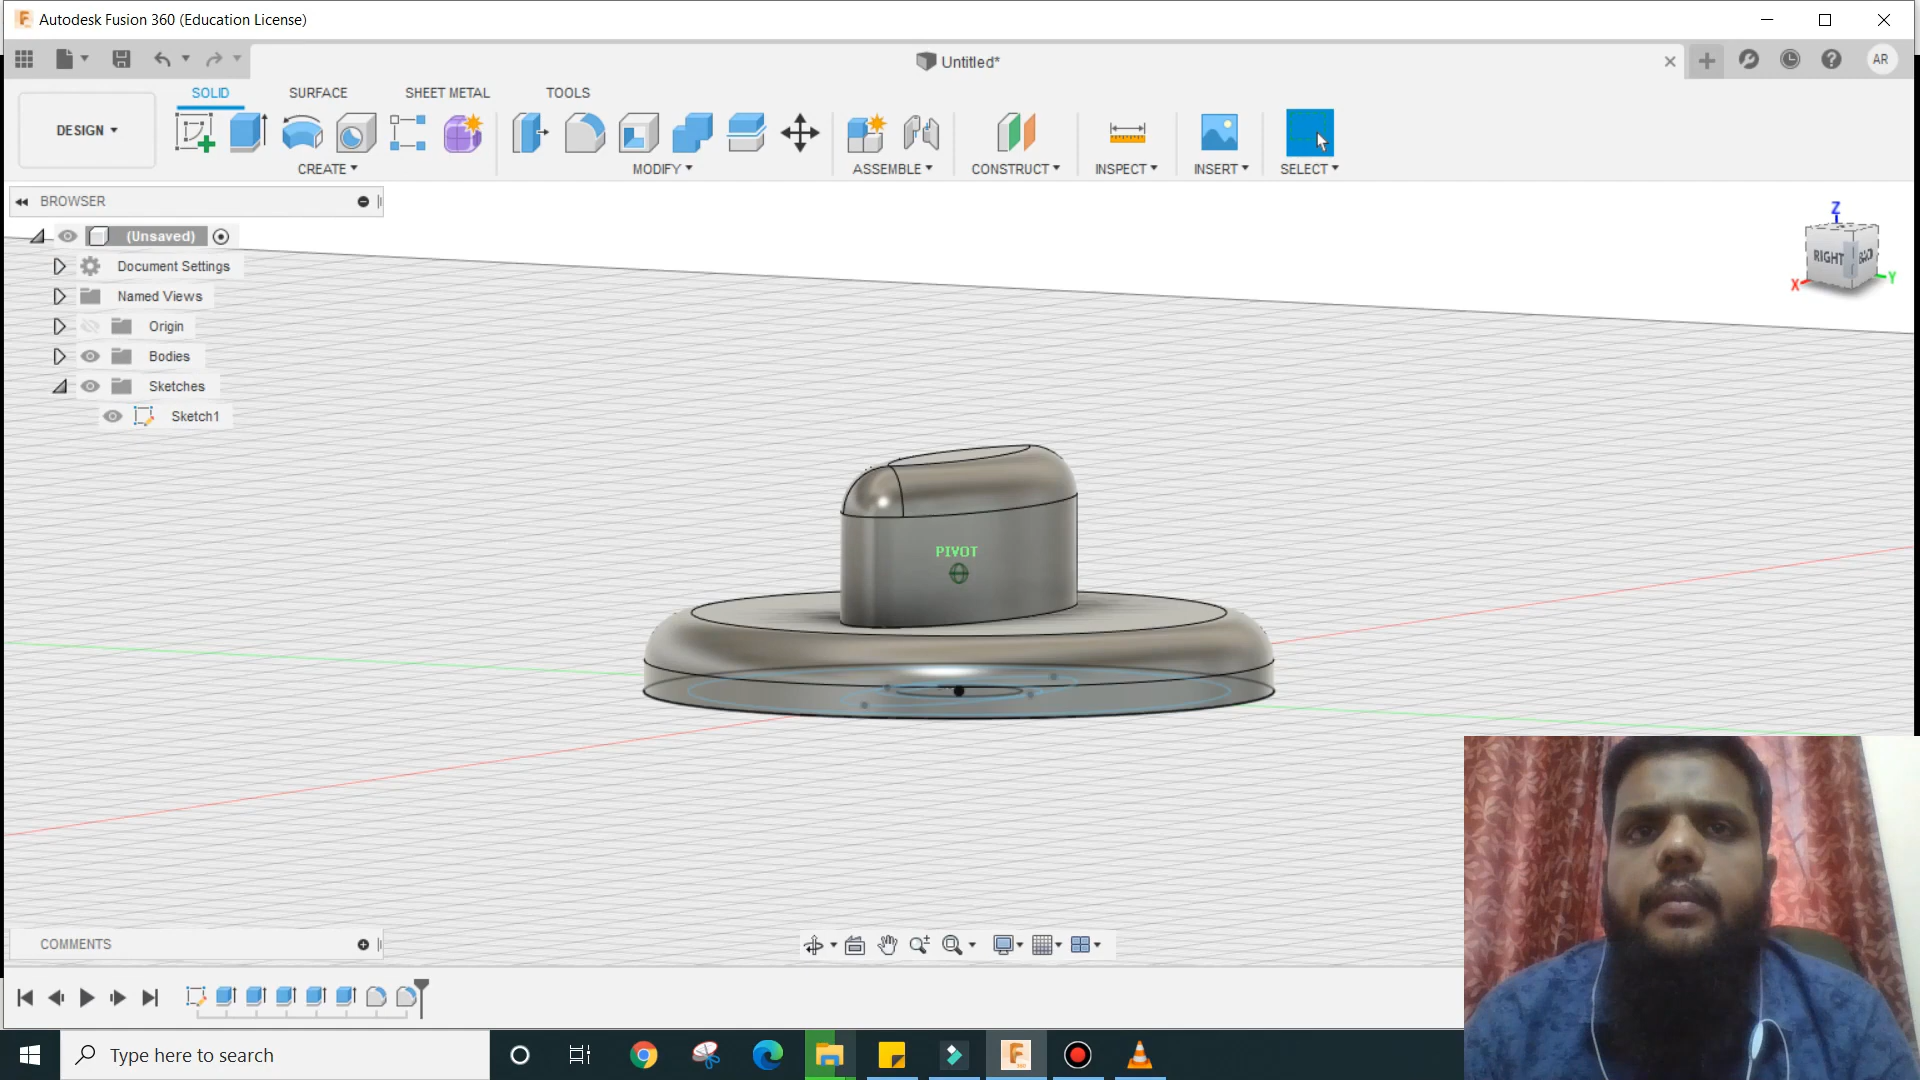 Autodesk Fusion 360 (Education License)
Untitled*
AR
DESIGN
SOLID
SURFACE
SHEET METAL
TOOLS
CREATE
MODIFY
ASSEMBLE
CONSTRUCT
INSPECT
INSERT
SELECT
BROWSER
(Unsaved)
Document Settings
Named Views
Origin
Bodies
Sketches
Sketch1
Z
RIGHT
BACK
X
Y
PIVOT
COMMENTS
Type here to search